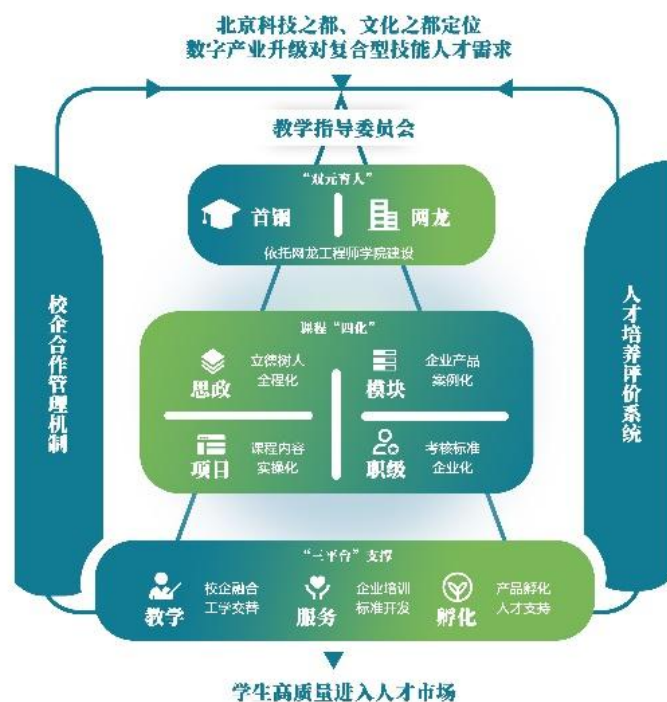 北京科技之都、文化之都定位
数字产业升级对复合型技能人才需求
教学指导委员会
“双元育人”
首钢
网龙
依托网龙工程师学院建设
校企合作管理机制
人才培养评价系统
课程“四化”
思政
立德树人
全程化
模块
企业产品
案例化
项目
课程内容
实操化
职级
考核标准
企业化
“三平台”支撑
教学
校企融合
工学交替
服务
企业培训
标准开发
孵化
产品孵化
人才支持
学生高质量进入人才市场